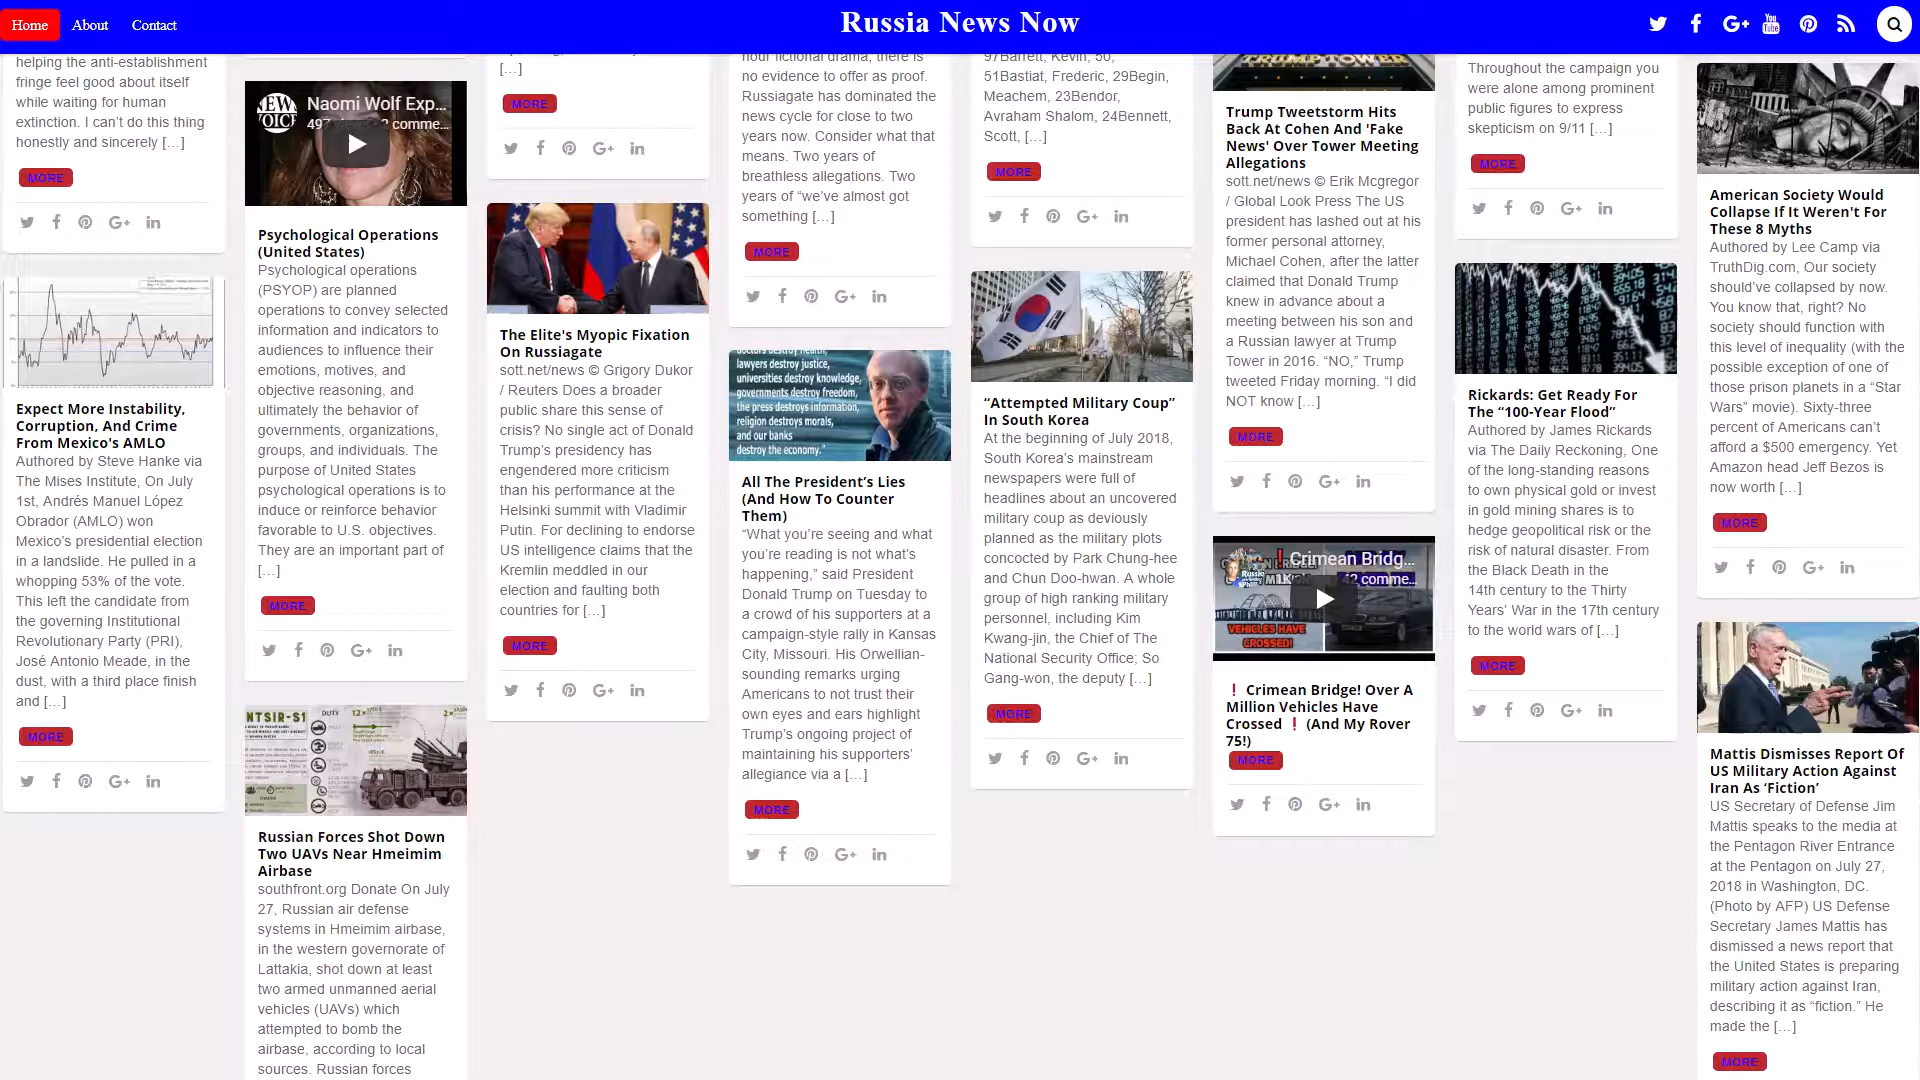 Home
About
Contact
Russia News Now
helping the anti-establishment
fringe feel good about itself
while waiting for human
extinction. I can’t do this thing
honestly and sincerely […]
MORE
Expect More Instability,
Corruption, And Crime
From Mexico's AMLO
Authored by Steve Hanke via
The Mises Institute, On July
1st, Andrés Manuel López
Obrador (AMLO) won
Mexico’s presidential election
in a landslide. He pulled in a
whopping 53% of the vote.
This left the candidate from
the governing Institutional
Revolutionary Party (PRI),
José Antonio Meade, in the
dust, with a third place finish
and […]
MORE
Naomi Wolf Exp...
Psychological Operations
(United States)
Psychological operations
(PSYOP) are planned
operations to convey selected
information and indicators to
audiences to influence their
emotions, motives, and
objective reasoning, and
ultimately the behavior of
governments, organizations,
groups, and individuals. The
purpose of United States
psychological operations is to
induce or reinforce behavior
favorable to U.S. objectives.
They are an important part of
[…]
MORE
NTSIR-S1
DUTY
12×
2×
Russian Forces Shot Down
Two UAVs Near Hmeimim
Airbase
southfront.org Donate On July
27, Russian air defense
systems in Hmeimim airbase,
in the western governorate of
Lattakia, shot down at least
two armed unmanned aerial
vehicles (UAVs) which
attempted to bomb the
airbase, according to local
sources. Russian forces
[…]
MORE
The Elite's Myopic Fixation
On Russiagate
sott.net/news © Grigory Dukor
/ Reuters Does a broader
public share this sense of
crisis? No single act of Donald
Trump’s presidency has
engendered more criticism
than his performance at the
Helsinki summit with Vladimir
Putin. For declining to endorse
US intelligence claims that the
Kremlin meddled in our
election and faulting both
countries for […]
MORE
hour fictional drama, there is
no evidence to offer as proof.
Russiagate has dominated the
news cycle for close to two
years now. Consider what that
means. Two years of
breathless allegations. Two
years of “we’ve almost got
something […]
MORE
doctors destroy health,
lawyers destroy justice,
universities destroy knowledge,
governments destroy freedom,
the press destroys information,
religion destroys morals,
and our banks
destroy the economy."
All The President’s Lies
(And How To Counter
Them)
“What you’re seeing and what
you’re reading is not what’s
happening,” said President
Donald Trump on Tuesday to
a crowd of his supporters at a
campaign-style rally in Kansas
City, Missouri. His Orwellian-
sounding remarks urging
Americans to not trust their
own eyes and ears highlight
Trump’s ongoing project of
maintaining his supporters’
allegiance via a […]
MORE
97Barrett, Kevin, 50,
51Bastiat, Frederic, 29Begin,
Meachem, 23Bendor,
Avraham Shalom, 24Bennett,
Scott, […]
MORE
“Attempted Military Coup”
In South Korea
At the beginning of July 2018,
South Korea’s mainstream
newspapers were full of
headlines about an uncovered
military coup as deviously
planned as the military plots
concocted by Park Chung-hee
and Chun Doo-hwan. A whole
group of high ranking military
personnel, including Kim
Kwang-jin, the Chief of The
National Security Office; So
Gang-won, the deputy […]
MORE
TRUMP TOWER
Trump Tweetstorm Hits
Back At Cohen And 'Fake
News' Over Tower Meeting
Allegations
sott.net/news © Erik Mcgregor
/ Global Look Press The US
president has lashed out at his
former personal attorney,
Michael Cohen, after the latter
claimed that Donald Trump
knew in advance about a
meeting between his son and
a Russian lawyer at Trump
Tower in 2016. “NO,” Trump
tweeted Friday morning. “I did
NOT know […]
MORE
Crimean Bridg...
42 comme...
VEHICLES HAVE
CROSSED!
❗ Crimean Bridge! Over A
Million Vehicles Have
Crossed ❗ (And My Rover
75!)
MORE
Throughout the campaign you
were alone among prominent
public figures to express
skepticism on 9/11 […]
MORE
Rickards: Get Ready For
The “100-Year Flood”
Authored by James Rickards
via The Daily Reckoning, One
of the long-standing reasons
to own physical gold or invest
in gold mining shares is to
hedge geopolitical risk or the
risk of natural disaster. From
the Black Death in the
14th century to the Thirty
Years’ War in the 17th century
to the world wars of […]
MORE
American Society Would
Collapse If It Weren't For
These 8 Myths
Authored by Lee Camp via
TruthDig.com, Our society
should’ve collapsed by now.
You know that, right? No
society should function with
this level of inequality (with the
possible exception of one of
those prison planets in a “Star
Wars” movie). Sixty-three
percent of Americans can’t
afford a $500 emergency. Yet
Amazon head Jeff Bezos is
now worth […]
MORE
Mattis Dismisses Report Of
US Military Action Against
Iran As ‘Fiction’
US Secretary of Defense Jim
Mattis speaks to the media at
the Pentagon River Entrance
at the Pentagon on July 27,
2018 in Washington, DC.
(Photo by AFP) US Defense
Secretary James Mattis has
dismissed a news report that
the United States is preparing
military action against Iran,
describing it as “fiction.” He
made the […]
MORE